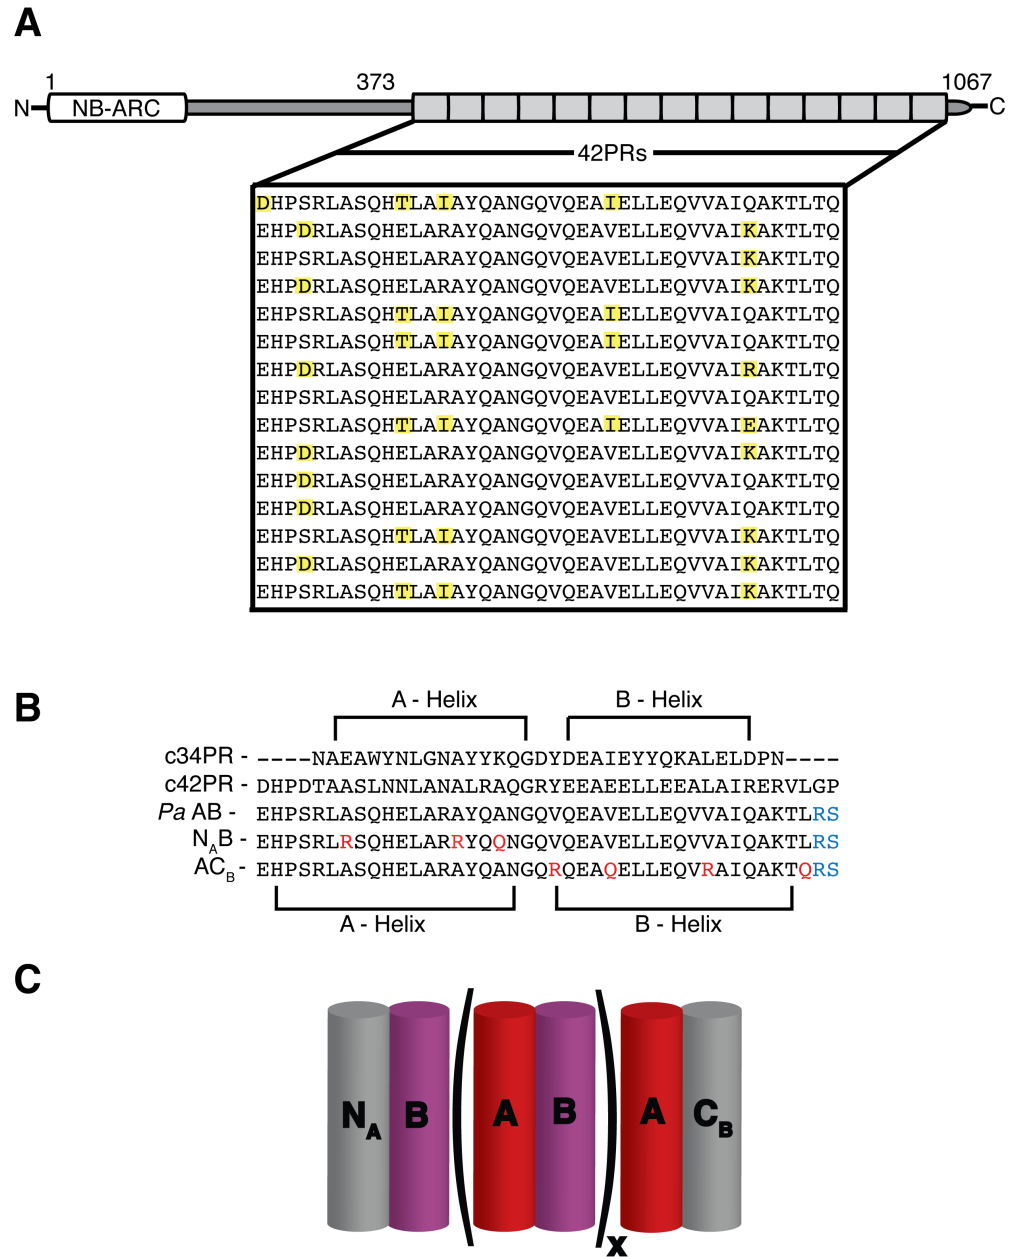 A
1 373 1067
N NB-ARC C
42PRs
DHPSRLASQHTLAIAYQANGQVQEAIELLEQVVAIQAKTLTQ
EHPDRLASQHELARAYQANGQVQEAVELLEQVVAIKAKTLTQ
EHPSRLASQHELARAYQANGQVQEAVELLEQVVAIKAKTLTQ
EHPDRLASQHELARAYQANGQVQEAVELLEQVVAIKAKTLTQ
EHPSRLASQHTLAIAYQANGQVQEAIELLEQVVAIQAKTLTQ
EHPSRLASQHTLAIAYQANGQVQEAIELLEQVVAIQAKTLTQ
EHPDRLASQHELARAYQANGQVQEAVELLEQVVAIRAKTLTQ
EHPSRLASQHELARAYQANGQVQEAVELLEQVVAIQAKTLTQ
EHPSRLASQHTLAIAYQANGQVQEAIELLEQVVAIEAKTLTQ
EHPDRLASQHELARAYQANGQVQEAVELLEQVVAIKAKTLTQ
EHPDRLASQHELARAYQANGQVQEAVELLEQVVAIQAKTLTQ
EHPDRLASQHELARAYQANGQVQEAVELLEQVVAIQAKTLTQ
EHPSRLASQHTLAIAYQANGQVQEAVELLEQVVAIKAKTLTQ
EHPDRLASQHELARAYQANGQVQEAVELLEQVVAIKAKTLTQ
EHPSRLASQHTLAIAYQANGQVQEAVELLEQVVAIKAKTLTQ
B
A - Helix B - Helix
c34PR - ----NAEAWYNLGNAYYKQGDYDEAIEYYQKALELDPN----
c42PR - DHPDTAASLNNLANALRAQGRYEEAEELLEEALAIRERVLGP
Pa AB - EHPSRLASQHELARAYQANGQVQEAVELLEQVVAIQAKTLRS
NAB - EHPSRLRSQHELARRYQQNGQVQEAVELLEQVVAIQAKTLRS
ACB - EHPSRLASQHELARAYQANGQRQEAQELLEQVRAIQAKTQRS
A - Helix B - Helix
C
NA B A B A CB
x